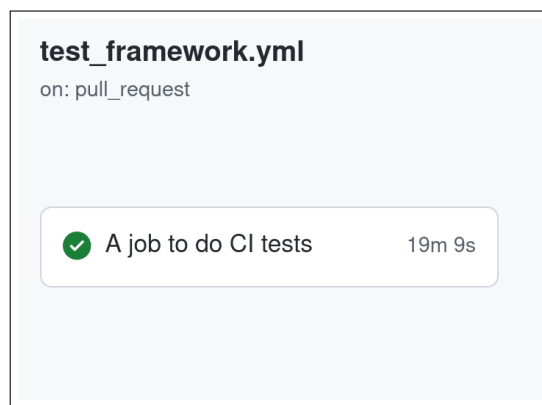 test_framework.yml
on: pull_request
A job to do CI tests 19m 9s